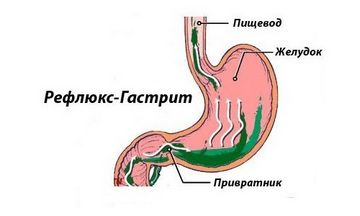 Пищевод
Желудок
Рефлюкс-Гастрит
Привратник